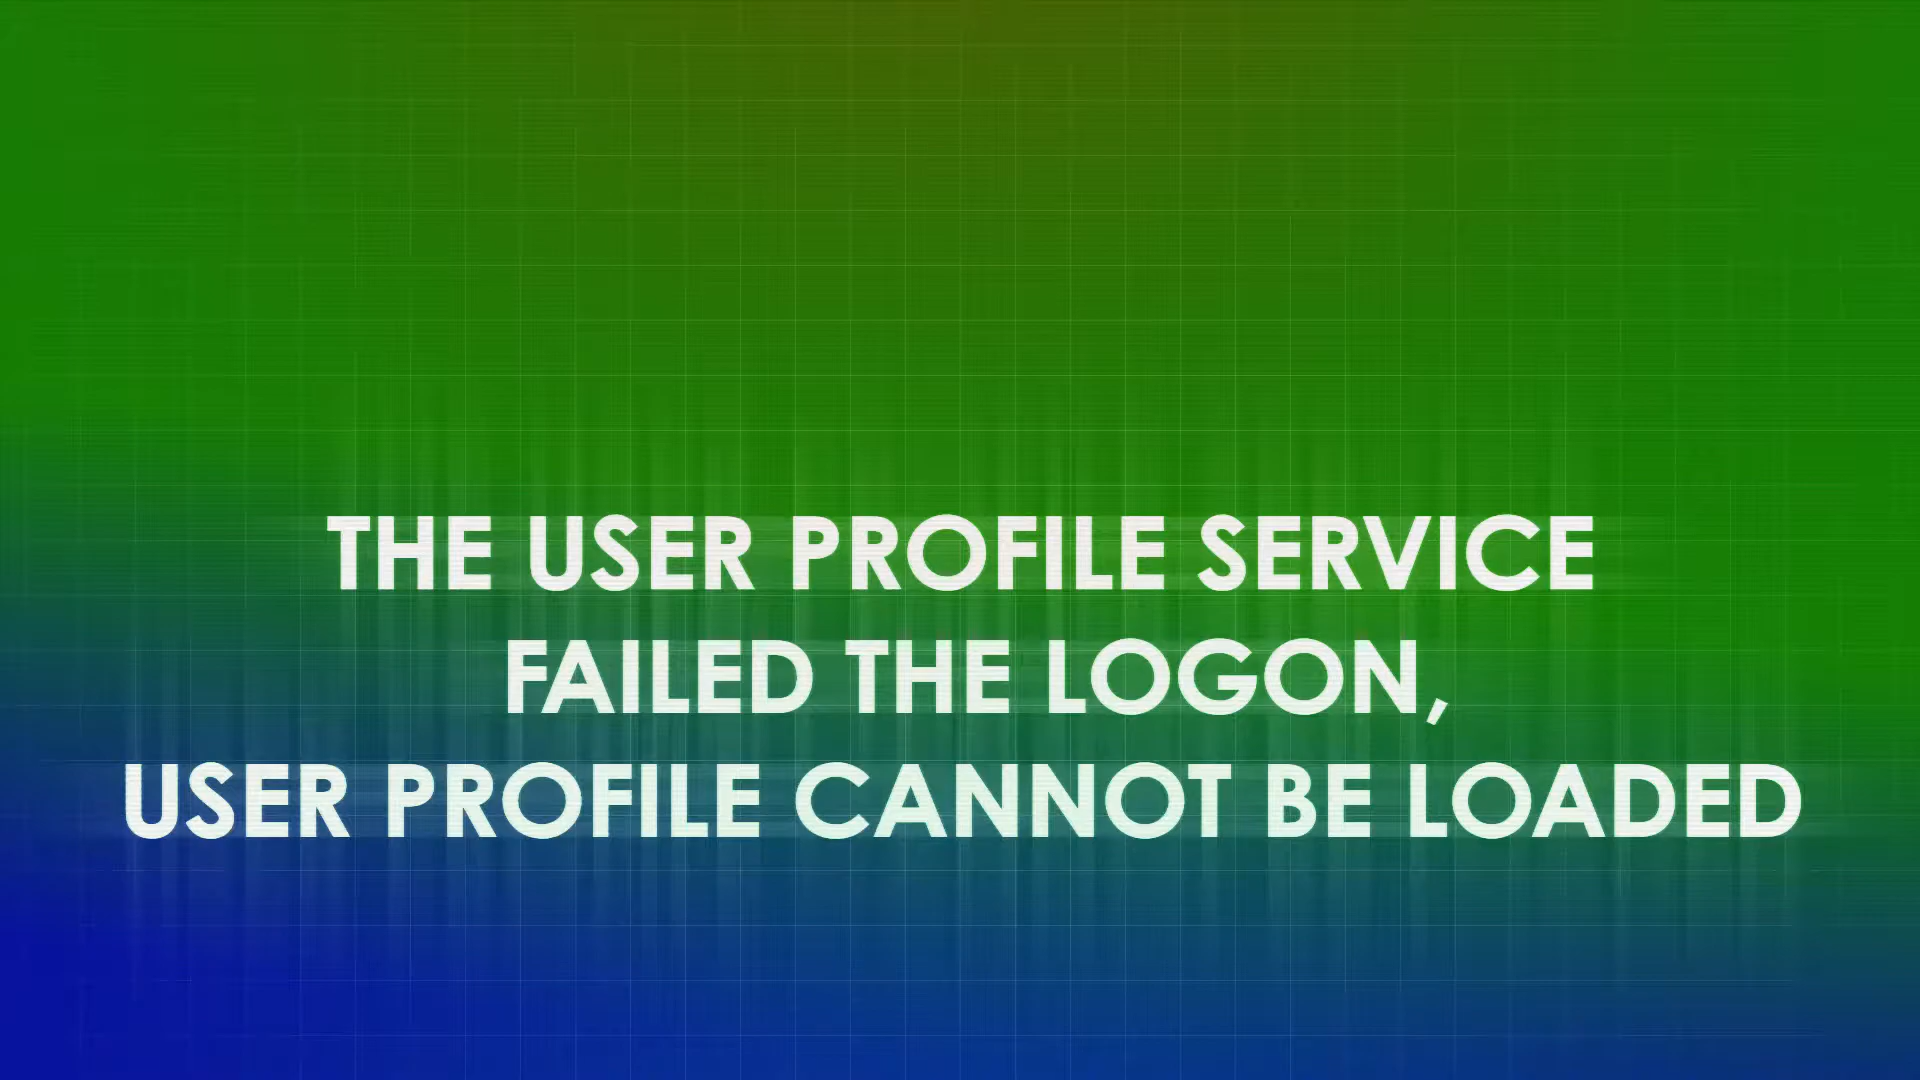 THE USER PROFILE SERVICE
FAILED THE LOGON,
USER PROFILE CANNOT BE LOADED